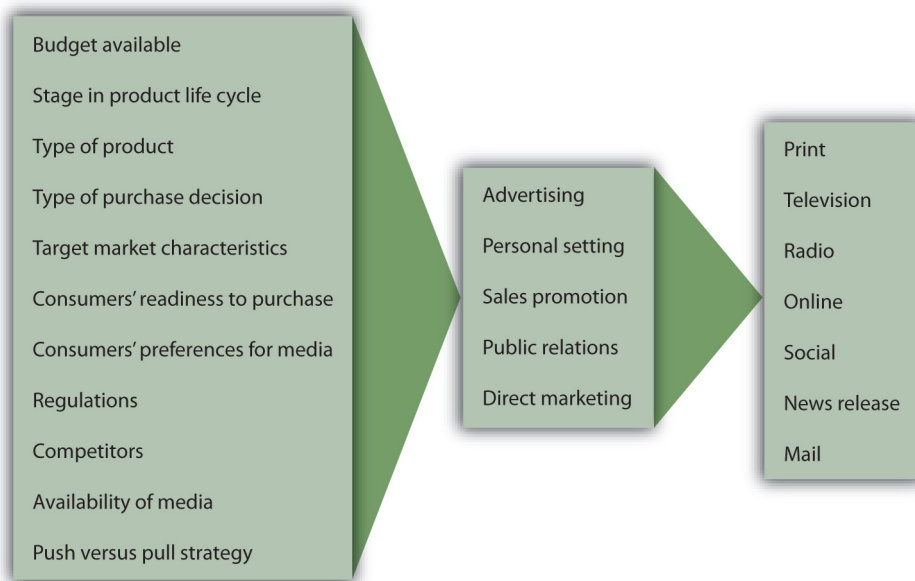 Budget available
Stage in product life cycle
Type of product
Type of purchase decision
Target market characteristics
Consumers’ readiness to purchase
Consumers’ preferences for media
Regulations
Competitors
Availability of media
Push versus pull strategy
Advertising
Personal setting
Sales promotion
Public relations
Direct marketing
Print
Television
Radio
Online
Social
News release
Mail